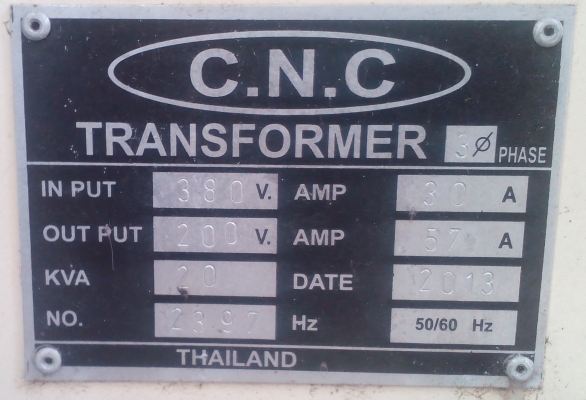 C.N.C
TRANSFORMER 3Ø PHASE
IN PUT 380 V. AMP 30 A
OUT PUT 200 V. AMP 57 A
KVA 20 DATE 2013
NO. 2397 Hz 50/60 Hz
THAILAND